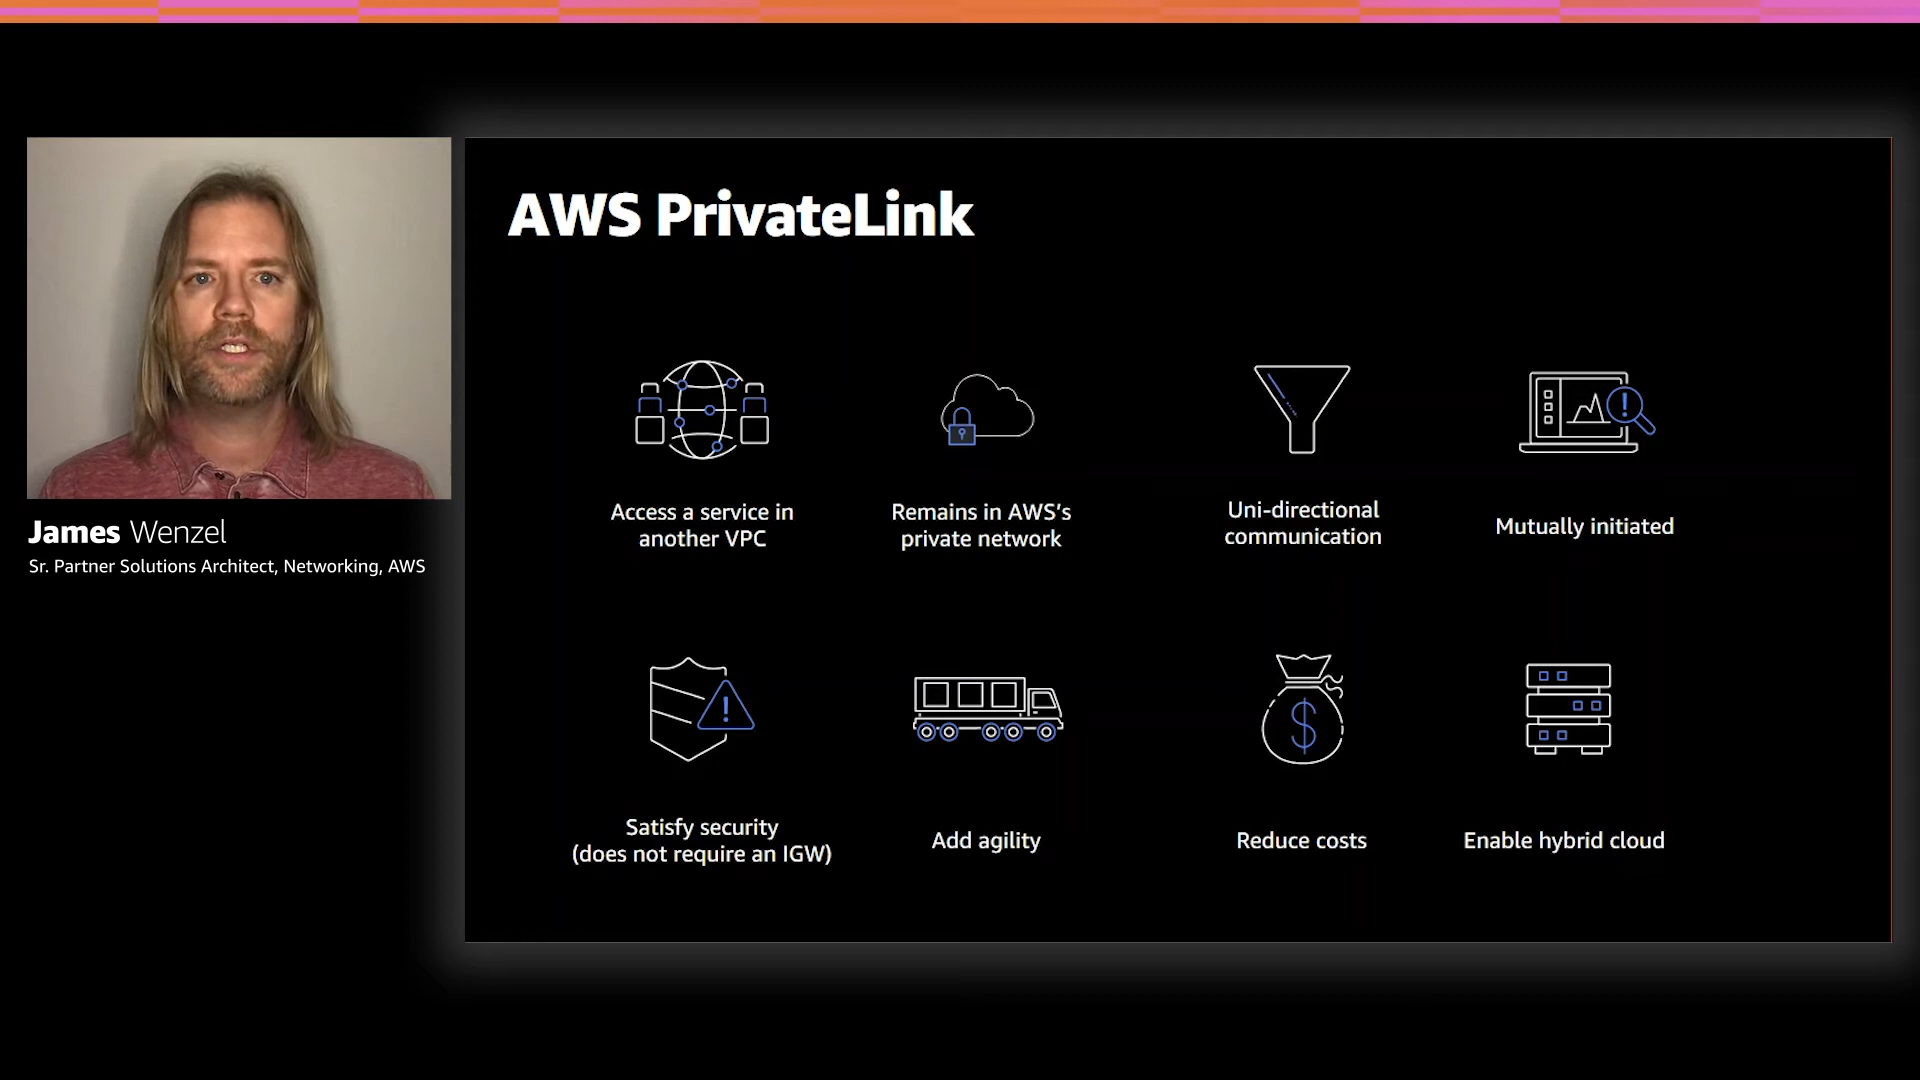 AWS PrivateLink
James Wenzel
Sr. Partner Solutions Architect, Networking, AWS
Access a service in
another VPC
Remains in AWS's
private network
Uni-directional
communication
Mutually initiated
Satisfy security
(does not require an IGW)
Add agility
Reduce costs
Enable hybrid cloud